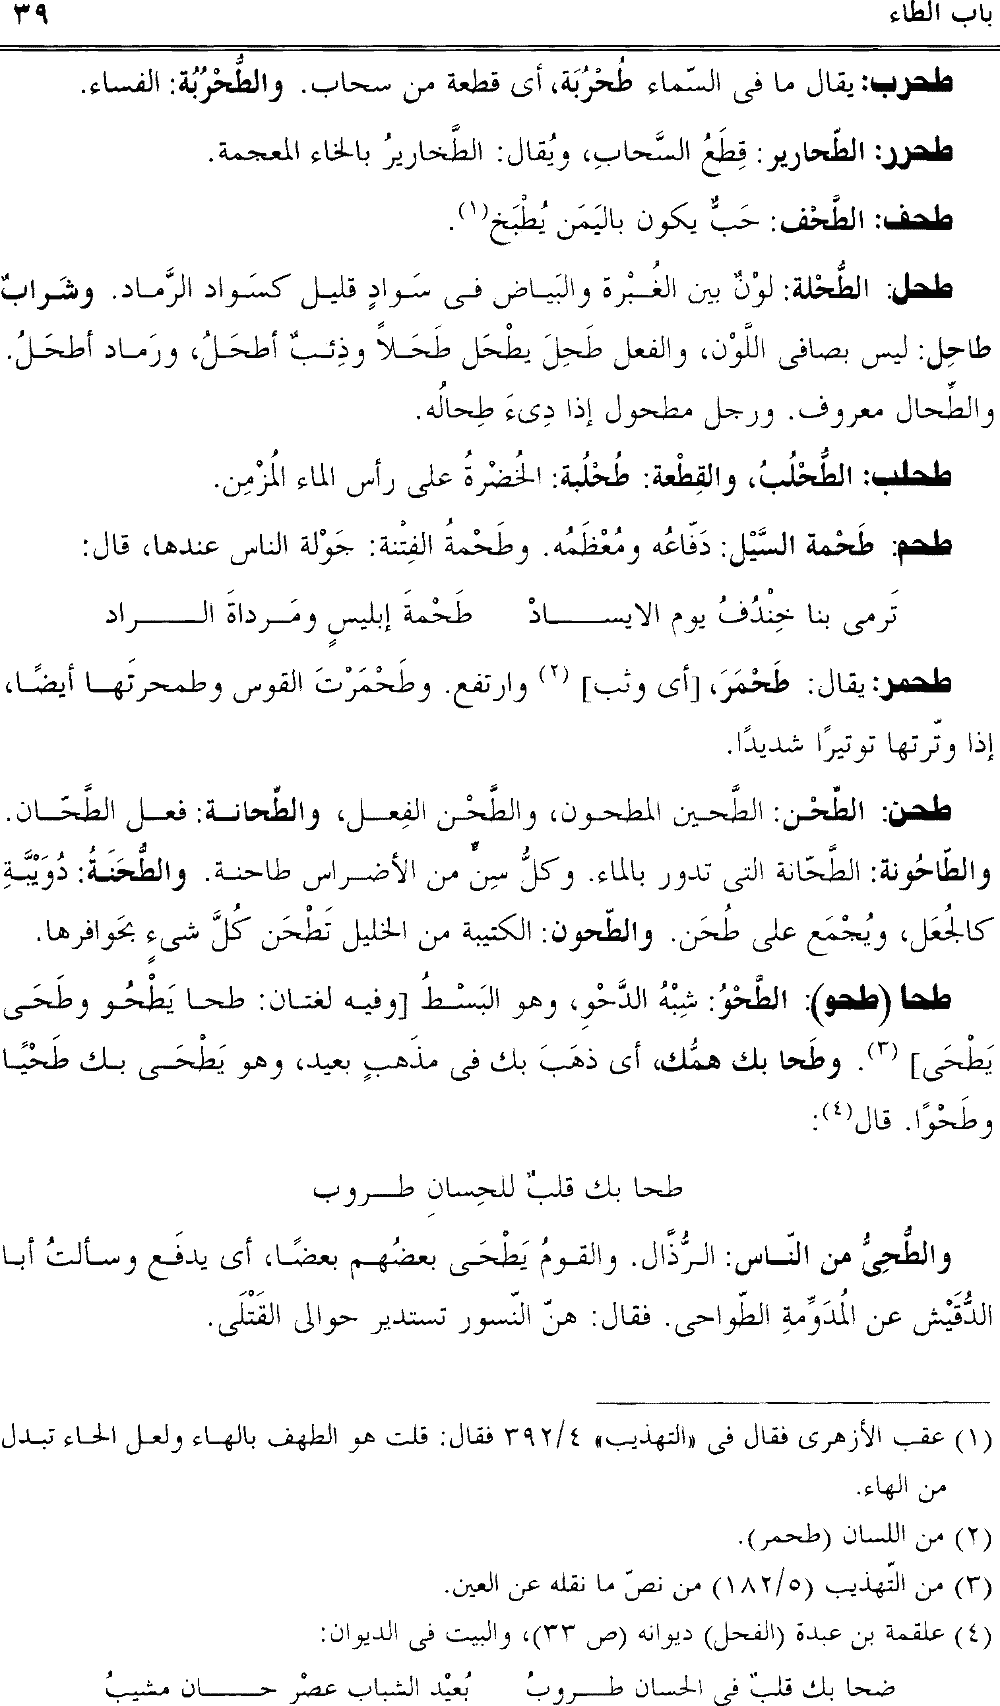 باب الطاء ٣٩
طحرب: يقال ما فى السّماء طُحْرُبَة، أى قطعة من سحاب. والطُّحْرُبُة: الفساء.
طحرر: الطّحارير: قِطَعُ السَّحابِ، ويُقال: الطَّخاريرُ بالخاء المعجمة.
طحف: الطَّحْف: حَبٌّ يكون باليَمَن يُطْبَخ(١).
طحل: الطُّحْلة: لوْنٌ بين الغُبْرة والبَياض فى سَوادٍ قليل كسَواد الرَّماد. وشَرابٌ
طاحِل: ليس بصافى اللَّوْن، والفعل طَحِلَ يطْحَل طَحَلاً وذِئبٌ أطحَلُ، ورَماد أطحَلُ.
والطِّحال معروف. ورجل مطحول إذا دِىءَ طِحالُه.
طحلب: الطُّحْلُبُ، والقِطْعة: طُحْلُبة: الخُضْرةُ على رأس الماء المُزْمِن.
طحم: طَحْمة السَّيْل: دَفّاعُه ومُعْظَمُه. وطَحْمةُ الفِتْنة: جَوْلة الناس عندها، قال:
تَرمى بنا خِنْدُفُ يوم الايسادْ طَحْمةَ إبليسٍ ومَرداةَ الراد
طحمر: يقال: طَحْمَرَ، [أى وثب] (٢) وارتفع. وطَحْمَرْتَ القوس وطمحرتَها أيضًا،
إذا وتّرتها توتيرًا شديدًا.
طحن: الطّحْن: الطَّحين المطحون، والطَّحْن الفِعل، والطّحانة: فعل الطَّحّان.
والطّاحُونة: الطَّحّانة التى تدور بالماء. وكلُّ سِنٍّ من الأضراس طاحنة. والطُّحَنَةُ: دُوَيْبَّةِ
كالجُعَل، ويُجْمَع على طُحَن. والطّحون: الكتيبة من الخليل تَطْحَن كُلَّ شىءٍ بحَوافرها.
طحا (طحو): الطَّحْوُ: شِبْهُ الدَّحْوِ، وهو البَسْطُ [وفيه لغتان: طحا يَطْحُو وطَحَى
يَطْحَى] (٣). وطَحا بك همُّك، أى ذهَبَ بك فى مذَهبٍ بعيد، وهو يَطْحَى بك طَحْيًا
وطَحْوًا. قال(٤):
طحا بك قلبٌ للحِسانِ طروب
والطُّحِىُّ من النّاس: الرُّذَّال. والقومُ يَطْحَى بعضُهم بعضًا، أى يدفَع وسألتُ أبا
الدُّقَيْش عن المُدَوِّمةِ الطّواحى. فقال: هنّ النّسور تستدير حوالى القَتْلَى.
(١) عقب الأزهرى فقال فى «التهذيب» ٣٩٢/٤ فقال: قلت هو الطهف بالهاء ولعل الحاء تبدل
من الهاء.
(٢) من اللسان (طحمر).
(٣) من التّهذيب (١٨٢/٥) من نصّ ما نقله عن العين.
(٤) علقمة بن عبدة (الفحل) ديوانه (ص ٣٣)، والبيت فى الديوان:
ضحا بك قلبٌ فى الحسان طروبُ بُعيْد الشباب عصْر حان مشيبُ